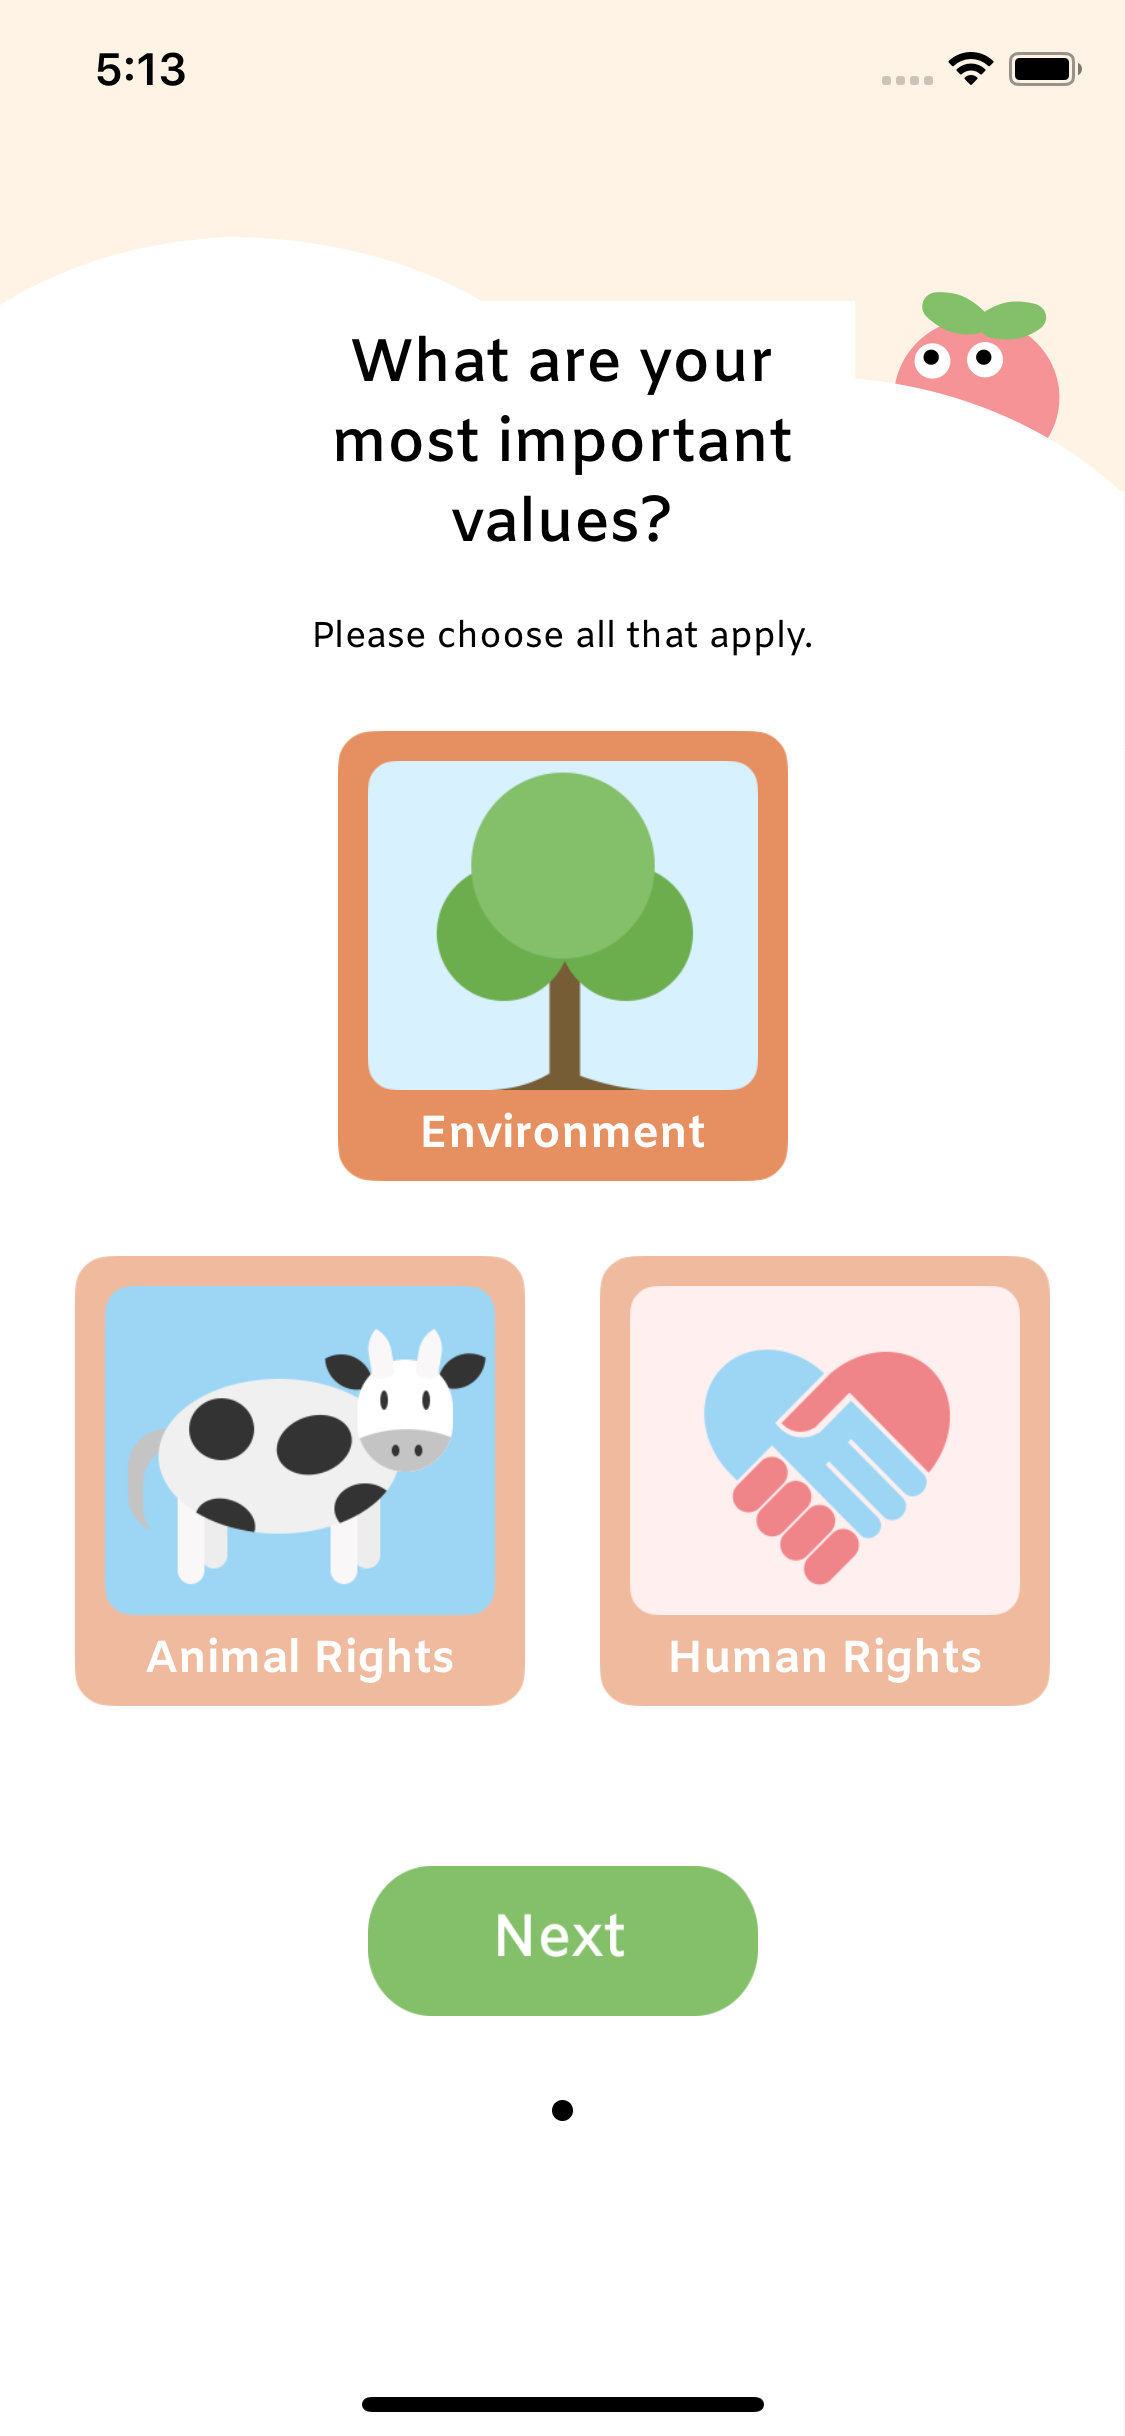 5:13
What are your
most important
values?
Please choose all that apply.
Environment
Animal Rights
Human Rights
Next